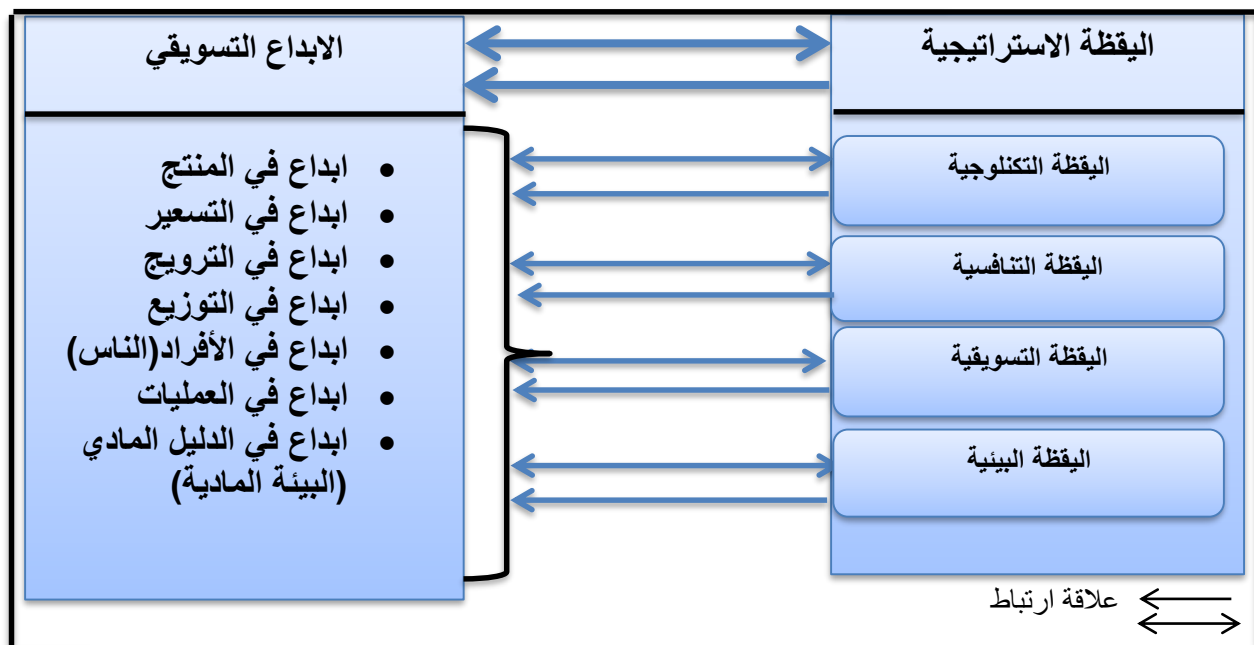 اليقظة الاستراتيجية
اليقظة التكنلوجية
اليقظة التنافسية
اليقظة التسويقية
اليقظة البيئية
الابداع التسويقي
• ابداع في المنتج
• ابداع في التسعير
• ابداع في الترويج
• ابداع في التوزيع
• ابداع في الأفراد(الناس)
• ابداع في العمليات
• ابداع في الدليل المادي
(البيئة المادية)
علاقة ارتباط